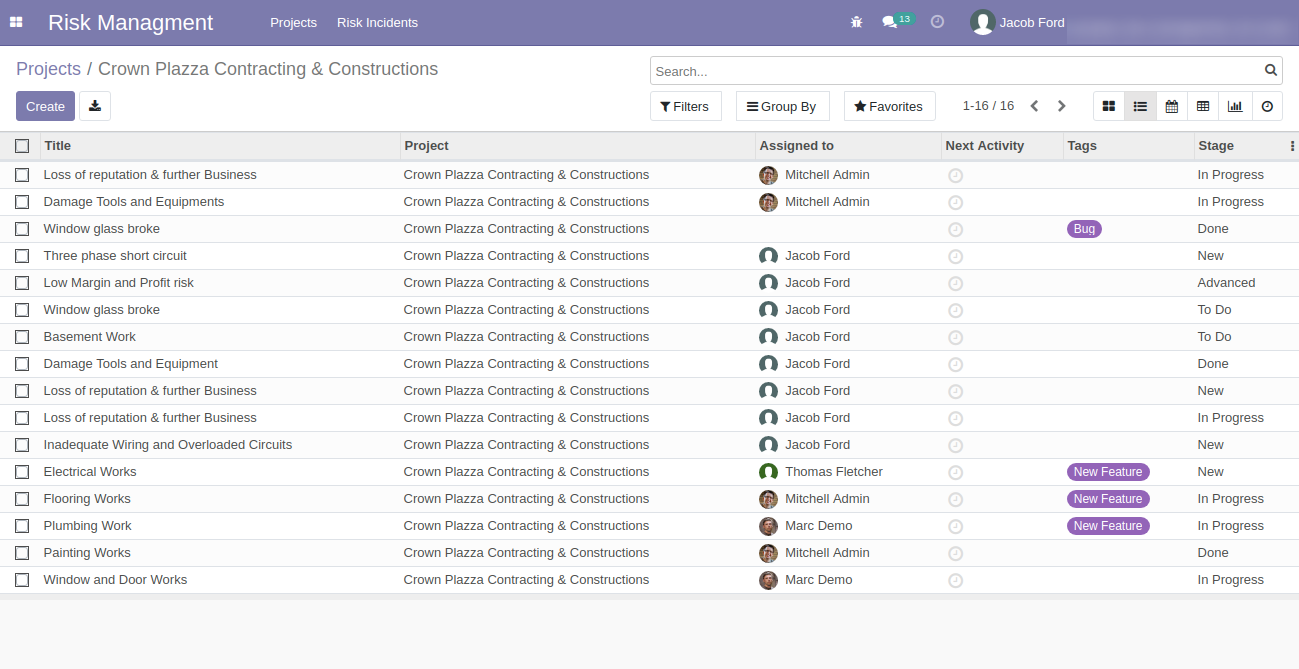 Risk Managment Projects Risk Incidents 13 Jacob Ford
Projects / Crown Plazza Contracting & Constructions
Search...
Create Filters Group By Favorites 1-16 / 16
Title Project Assigned to Next Activity Tags Stage
Loss of reputation & further Business Crown Plazza Contracting & Constructions Mitchell Admin In Progress
Damage Tools and Equipments Crown Plazza Contracting & Constructions Mitchell Admin In Progress
Window glass broke Crown Plazza Contracting & Constructions Bug Done
Three phase short circuit Crown Plazza Contracting & Constructions Jacob Ford New
Low Margin and Profit risk Crown Plazza Contracting & Constructions Jacob Ford Advanced
Window glass broke Crown Plazza Contracting & Constructions Jacob Ford To Do
Basement Work Crown Plazza Contracting & Constructions Jacob Ford To Do
Damage Tools and Equipment Crown Plazza Contracting & Constructions Jacob Ford Done
Loss of reputation & further Business Crown Plazza Contracting & Constructions Jacob Ford New
Loss of reputation & further Business Crown Plazza Contracting & Constructions Jacob Ford In Progress
Inadequate Wiring and Overloaded Circuits Crown Plazza Contracting & Constructions Jacob Ford New
Electrical Works Crown Plazza Contracting & Constructions Thomas Fletcher New Feature New
Flooring Works Crown Plazza Contracting & Constructions Mitchell Admin New Feature In Progress
Plumbing Work Crown Plazza Contracting & Constructions Marc Demo New Feature In Progress
Painting Works Crown Plazza Contracting & Constructions Mitchell Admin Done
Window and Door Works Crown Plazza Contracting & Constructions Marc Demo In Progress